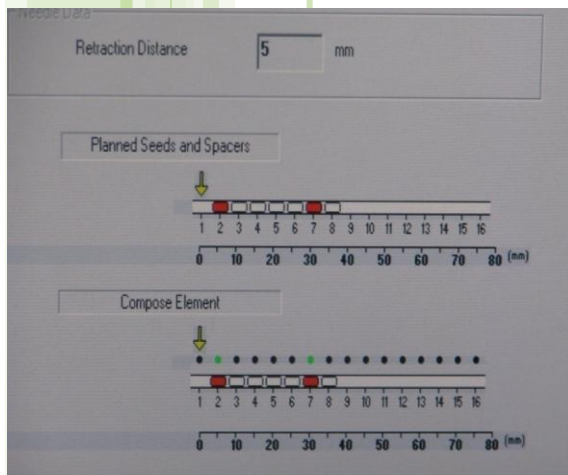 Needle Data
Retraction Distance 5 mm
Planned Seeds and Spacers
1 2 3 4 5 6 7 8 9 10 11 12 13 14 15 16
0 10 20 30 40 50 60 70 80 (mm)
Compose Element
1 2 3 4 5 6 7 8 9 10 11 12 13 14 15 16
0 10 20 30 40 50 60 70 80 (mm)